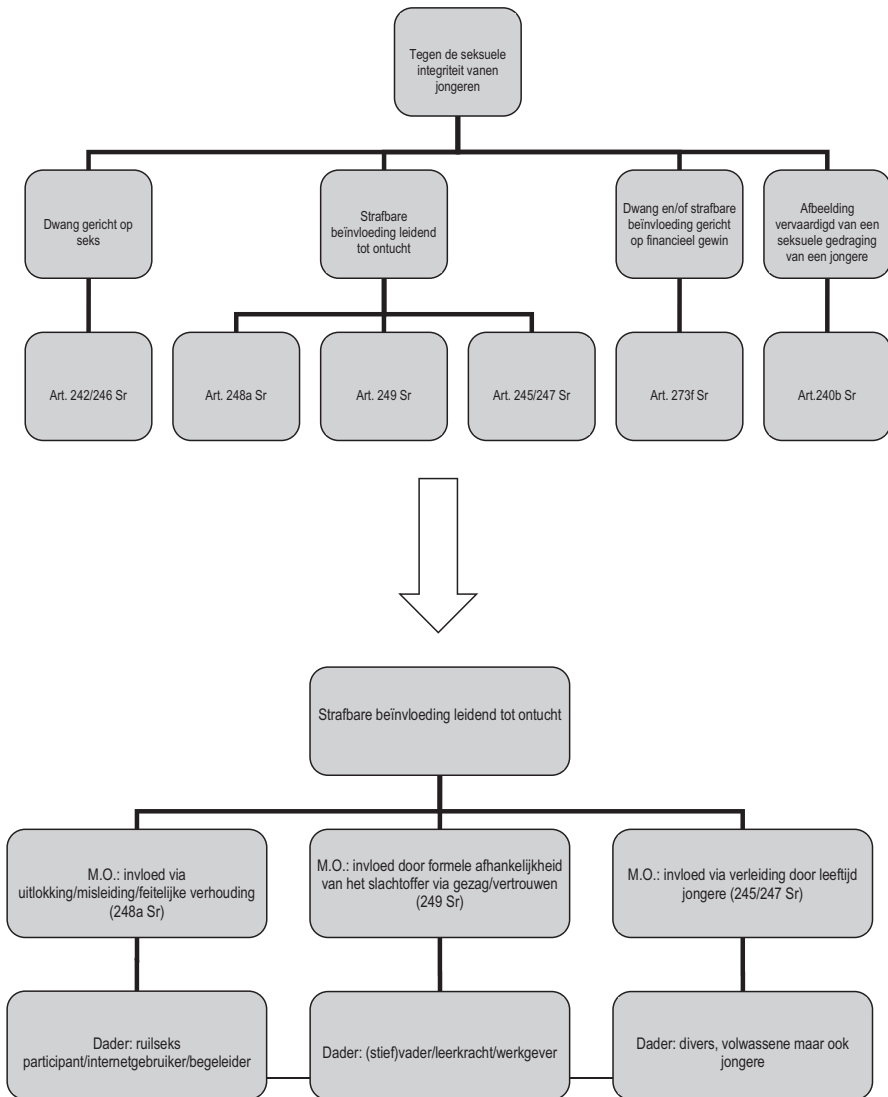 Tegen de seksuele
integriteit vanen
jongeren
Dwang gericht op
seks
Strafbare
beïnvloeding leidend
tot ontucht
Dwang en/of strafbare
beïnvloeding gericht
op financieel gewin
Afbeelding
vervaardigd van een
seksuele gedraging
van een jongere
Art. 242/246 Sr
Art. 248a Sr
Art. 249 Sr
Art. 245/247 Sr
Art. 273f Sr
Art.240b Sr
Strafbare beïnvloeding leidend tot ontucht
M.O.: invloed via
uitlokking/misleiding/feitelijke verhouding
(248a Sr)
M.O.: invloed door formele afhankelijkheid
van het slachtoffer via gezag/vertrouwen
(249 Sr)
M.O.: invloed via verleiding door leeftijd
jongere (245/247 Sr)
Dader: ruilseks
participant/internetgebruiker/begeleider
Dader: (stief)vader/leerkracht/werkgever
Dader: divers, volwassene maar ook
jongere